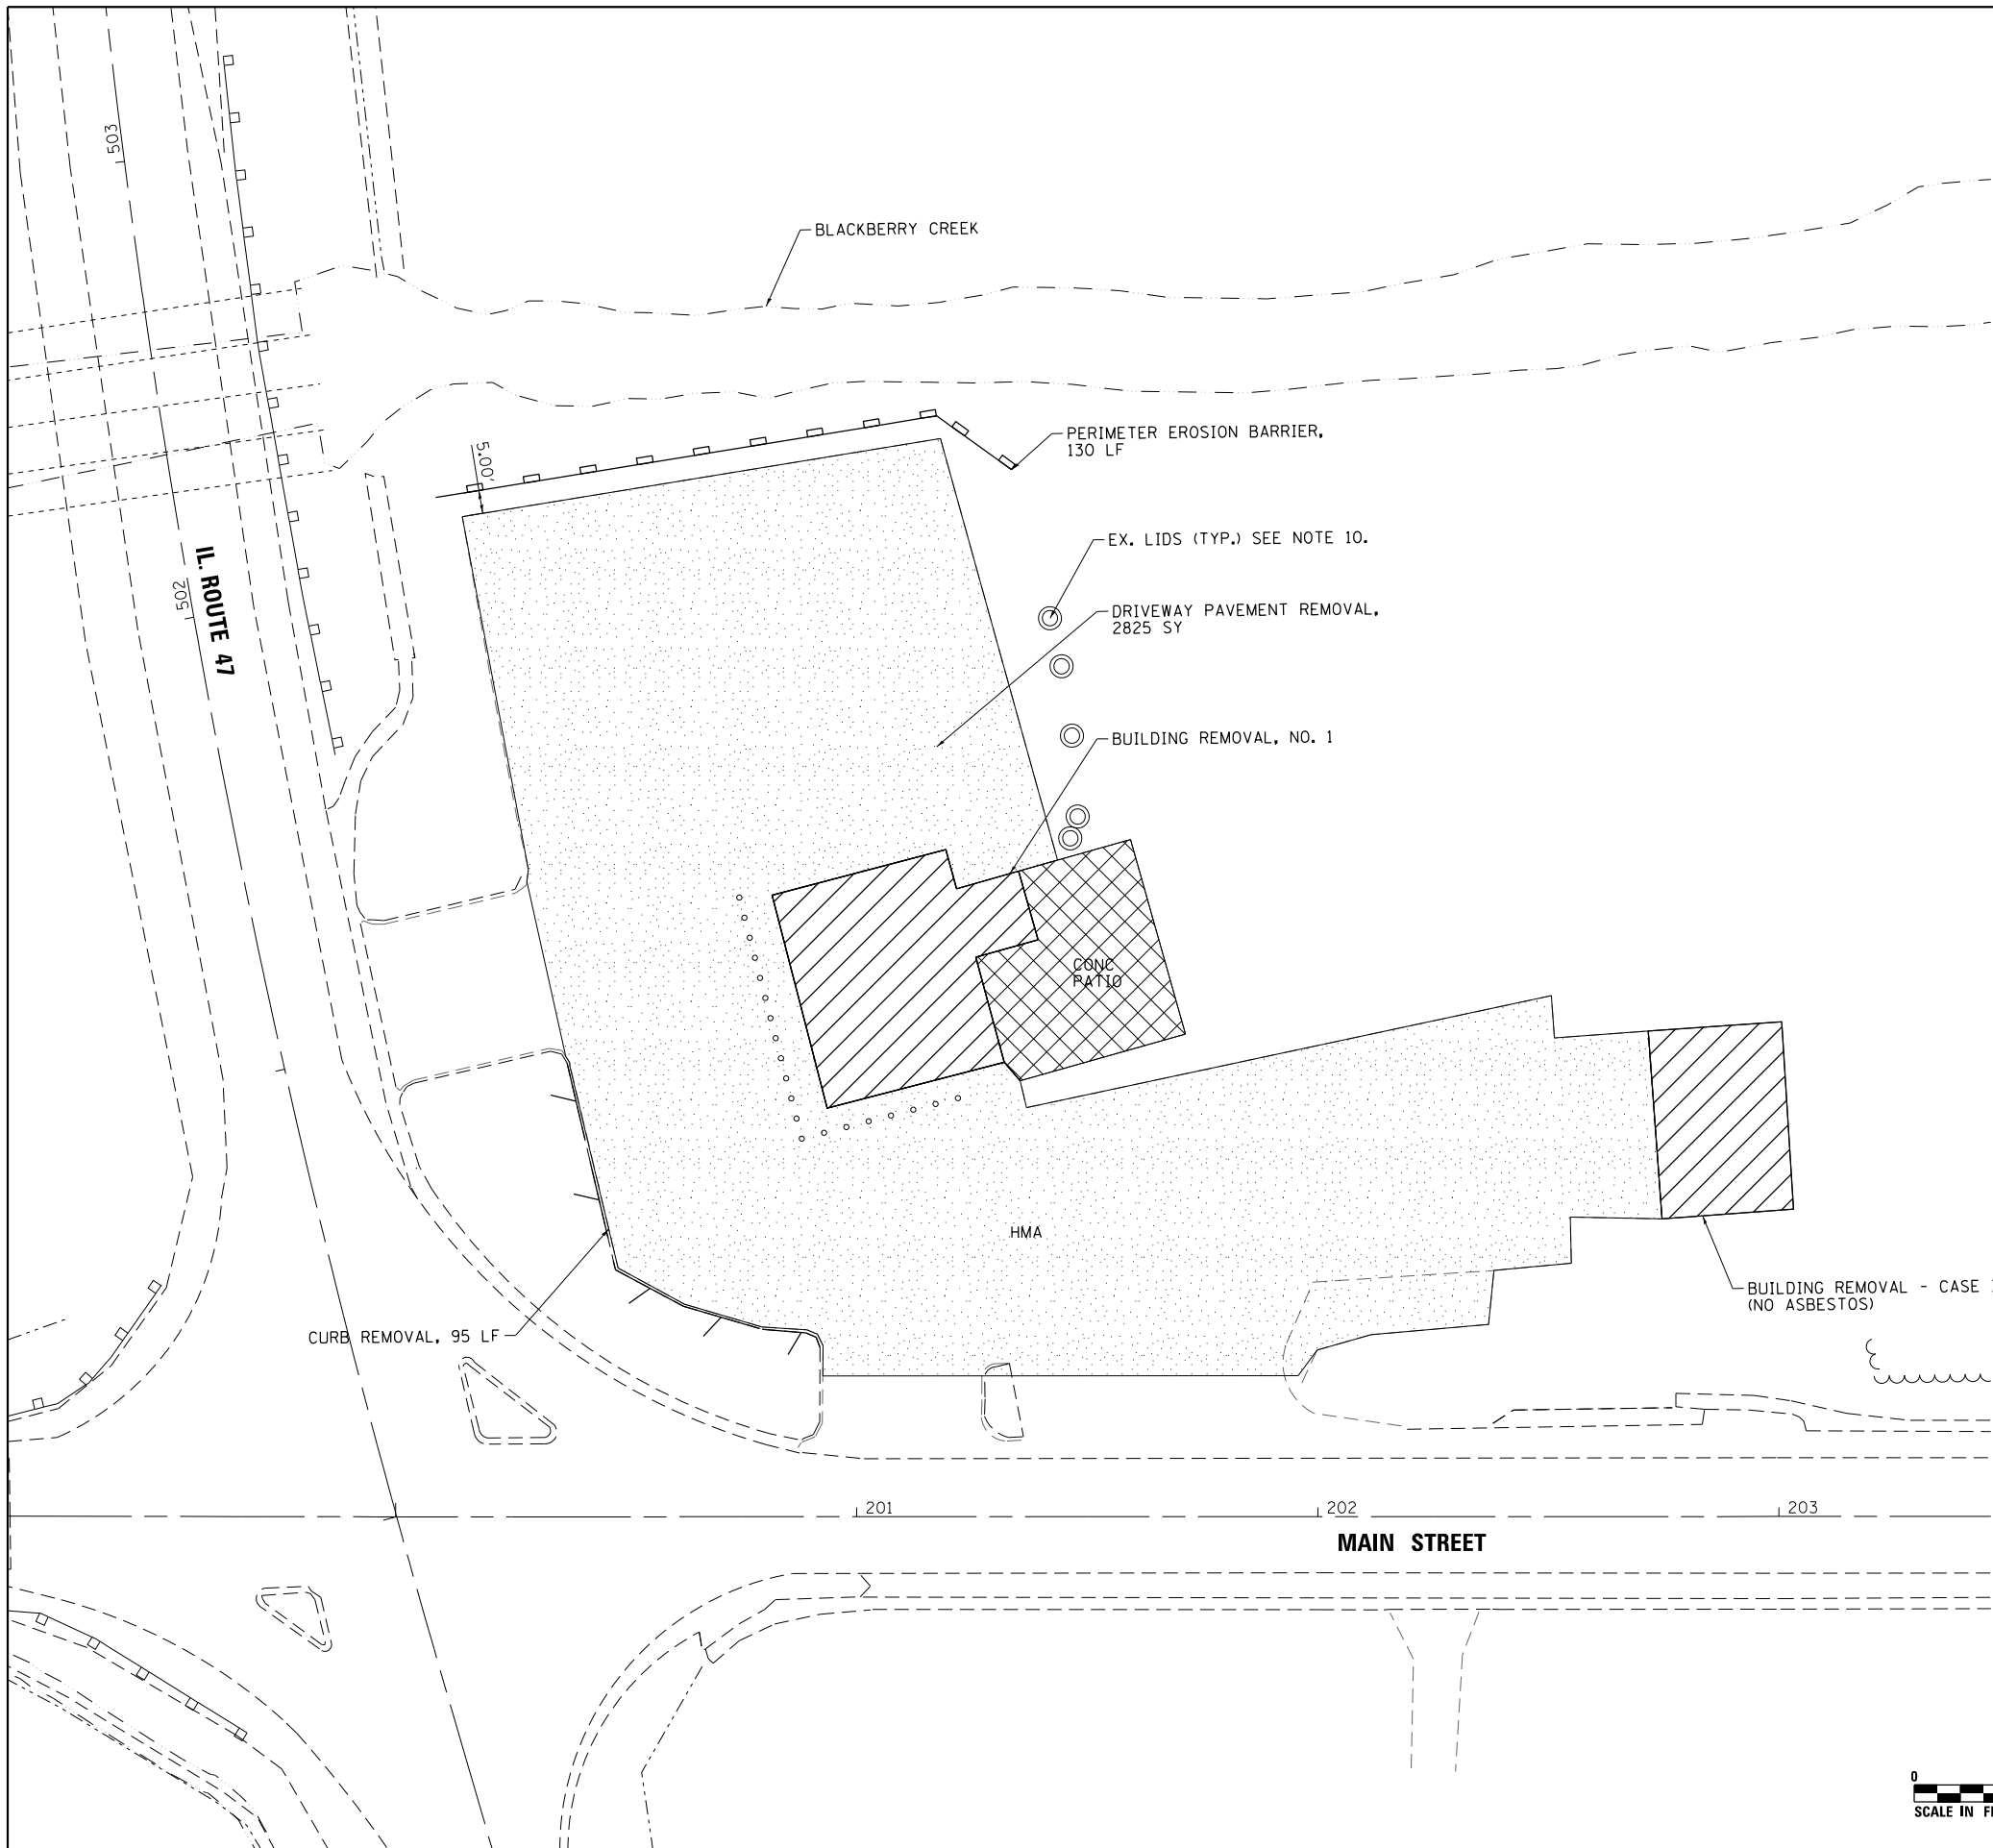 503
BLACKBERRY CREEK
PERIMETER EROSION BARRIER,
130 LF
5.00'
EX. LIDS (TYP.) SEE NOTE 10.
IL. ROUTE 47
502
DRIVEWAY PAVEMENT REMOVAL,
2825 SY
BUILDING REMOVAL, NO. 1
CONC
PATIO
HMA
BUILDING REMOVAL - CASE
(NO ASBESTOS)
CURB REMOVAL, 95 LF
201
202
203
MAIN STREET
0
SCALE IN